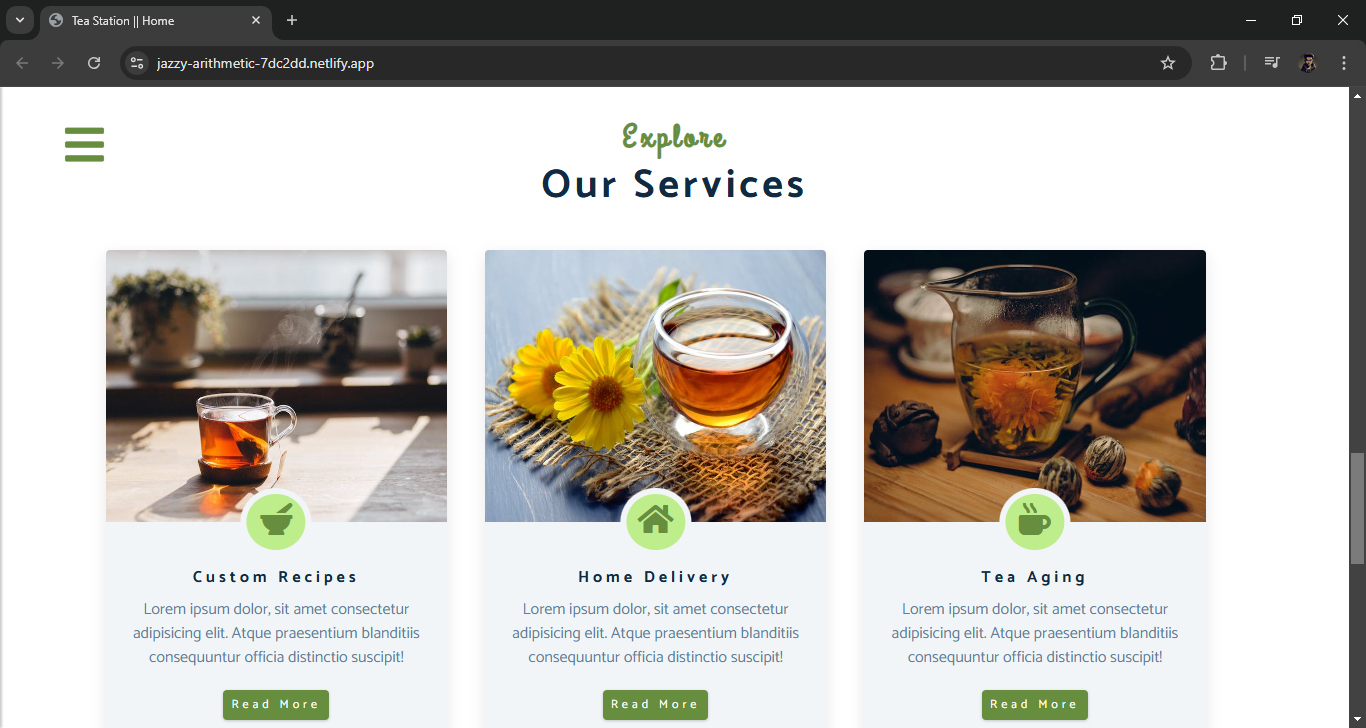 Tea Station || Home
jazzy-arithmetic-7dc2dd.netlify.app
Explore
Our Services
Custom Recipes
Lorem ipsum dolor, sit amet consectetur
adipisicing elit. Atque praesentium blanditiis
consequuntur officia distinctio suscipit!
Read More
Home Delivery
Lorem ipsum dolor, sit amet consectetur
adipisicing elit. Atque praesentium blanditiis
consequuntur officia distinctio suscipit!
Read More
Tea Aging
Lorem ipsum dolor, sit amet consectetur
adipisicing elit. Atque praesentium blanditiis
consequuntur officia distinctio suscipit!
Read More